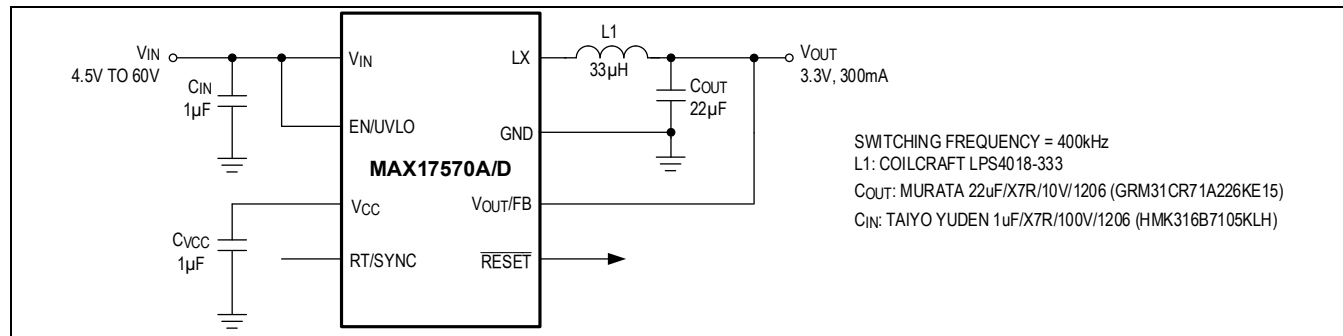 VIN
4.5V TO 60V
CIN
1µF
VIN
EN/UVLO
MAX17570A/D
VCC
CVCC
1µF
RT/SYNC
LX
GND
VOUT/FB
RESET
L1
33µH
COUT
22µF
VOUT
3.3V, 300mA
SWITCHING FREQUENCY = 400kHz
L1: COILCRAFT LPS4018-333
COUT: MURATA 22uF/X7R/10V/1206 (GRM31CR71A226KE15)
CIN: TAIYO YUDEN 1uF/X7R/100V/1206 (HMK316B7105KLH)